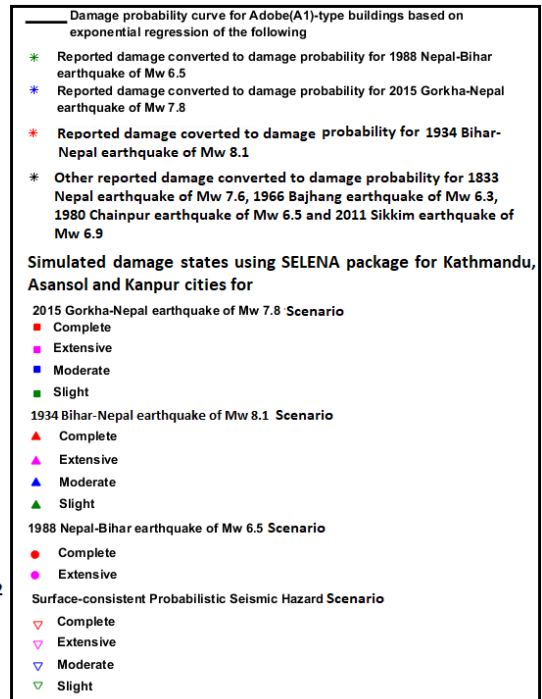 Damage probability curve for Adobe(A1)-type buildings based on
exponential regression of the following
Reported damage converted to damage probability for 1988 Nepal-Bihar
earthquake of Mw 6.5
Reported damage converted to damage probability for 2015 Gorkha-Nepal
earthquake of Mw 7.8
Reported damage coverted to damage probability for 1934 Bihar-
Nepal earthquake of Mw 8.1
Other reported damage converted to damage probability for 1833
Nepal earthquake of Mw 7.6, 1966 Bajhang earthquake of Mw 6.3,
1980 Chainpur earthquake of Mw 6.5 and 2011 Sikkim earthquake of
Mw 6.9
Simulated damage states using SELENA package for Kathmandu,
Asansol and Kanpur cities for
2015 Gorkha-Nepal earthquake of Mw 7.8 Scenario
Complete
Extensive
Moderate
Slight
1934 Bihar-Nepal earthquake of Mw 8.1 Scenario
Complete
Extensive
Moderate
Slight
1988 Nepal-Bihar earthquake of Mw 6.5 Scenario
Complete
Extensive
Surface-consistent Probabilistic Seismic Hazard Scenario
Complete
Extensive
Moderate
Slight